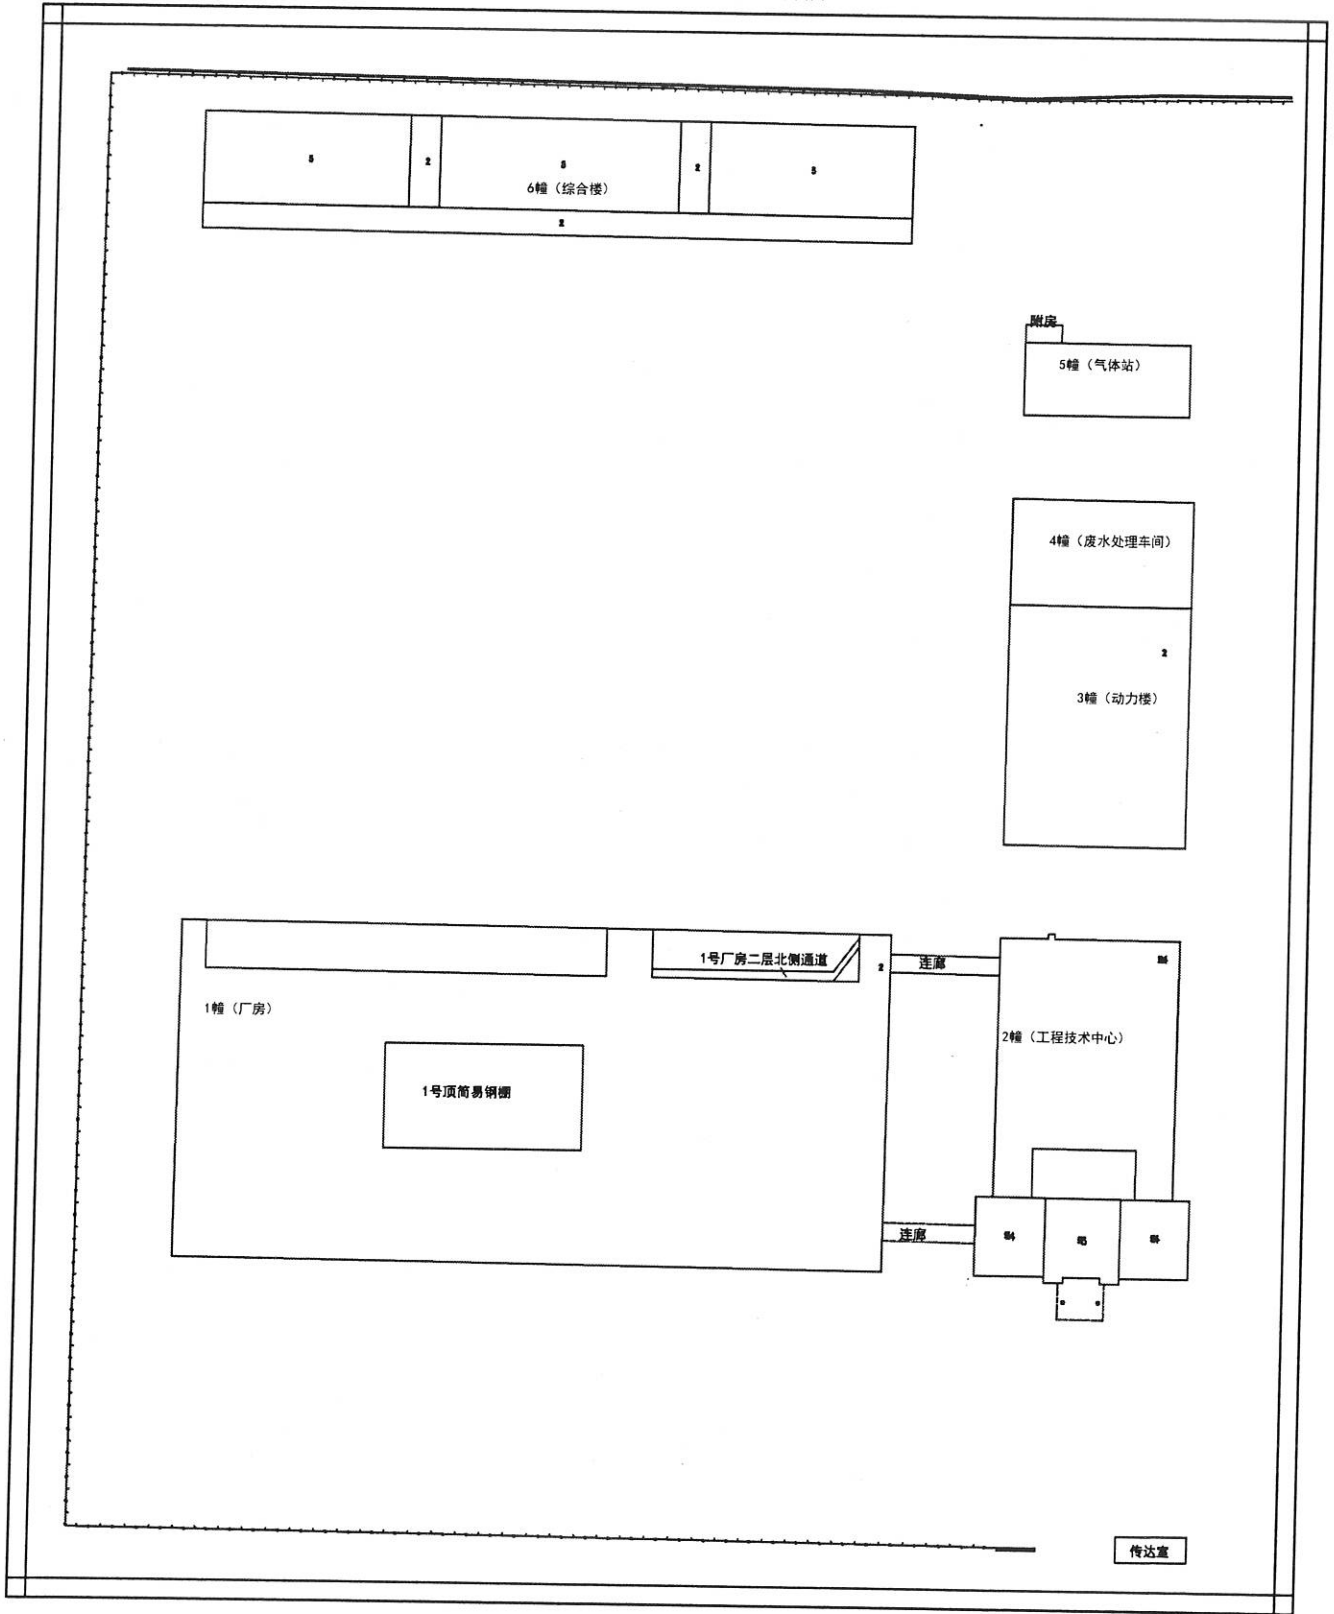 5
2
5
2
5
6幢（综合楼）
2
附房
5幢（气体站）
4幢（废水处理车间）
2
3幢（动力楼）
1号厂房二层北侧通道
2
连廊
1幢（厂房）
2幢（工程技术中心）
1号顶简易钢棚
连廊
传达室